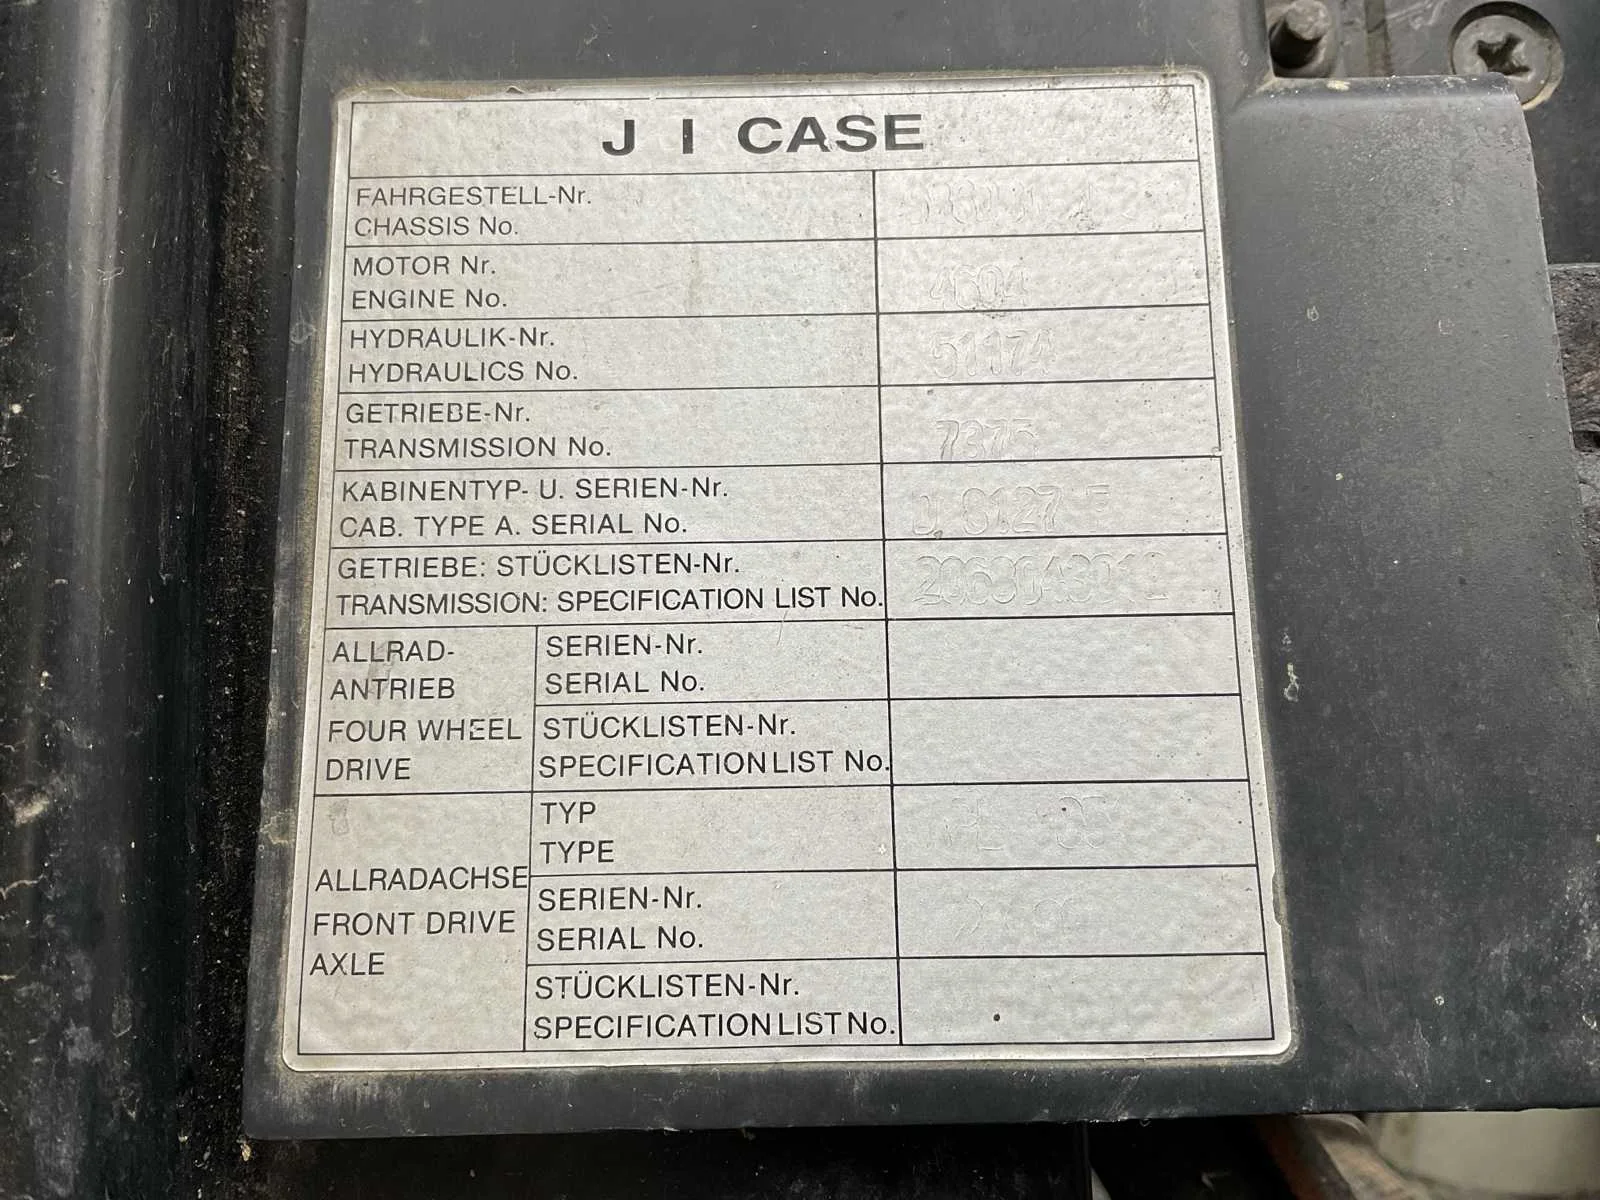 J I CASE
FAHRGESTELL-Nr.
CHASSIS No.
MOTOR Nr.
ENGINE No.
4604
HYDRAULIK-Nr.
HYDRAULICS No.
51174
GETRIEBE-Nr.
TRANSMISSION No.
7375
KABINENTYP- U. SERIEN-Nr.
CAB. TYPE A. SERIAL No.
GETRIEBE: STÜCKLISTEN-Nr.
TRANSMISSION: SPECIFICATION LIST No.
ALLRAD-
ANTRIEB
FOUR WHEEL
DRIVE
SERIEN-Nr.
SERIAL No.
STÜCKLISTEN-Nr.
SPECIFICATION LIST No.
ALLRADACHSE
FRONT DRIVE
AXLE
TYP
TYPE
SERIEN-Nr.
SERIAL No.
STÜCKLISTEN-Nr.
SPECIFICATION LIST No.